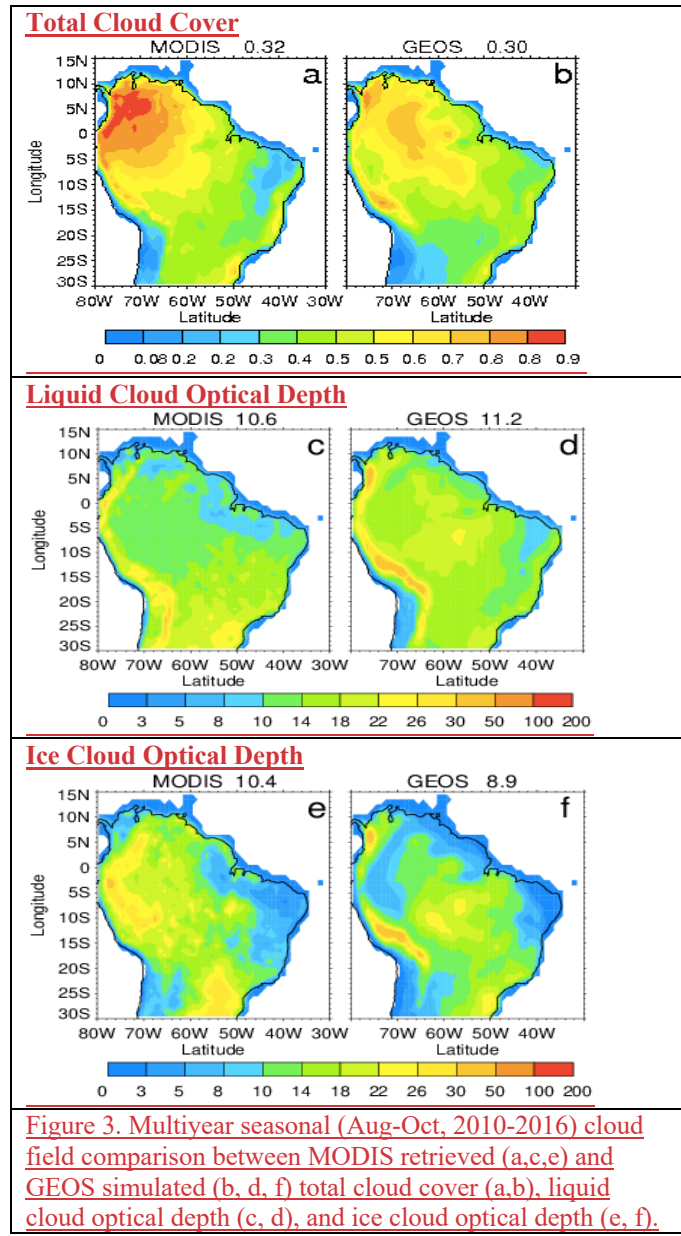 Total Cloud Cover
MODIS 0.32 GEOS 0.30
a b
15N
10N
5N
0
5S
10S
15S
20S
25S
30S
Longitude
80W 70W 60W 50W 40W 30W 70W 60W 50W 40W
Latitude Latitude
0 0.08 0.2 0.2 0.3 0.4 0.5 0.5 0.6 0.7 0.8 0.8 0.9
Liquid Cloud Optical Depth
MODIS 10.6 GEOS 11.2
c d
15N
10N
5N
0
5S
10S
15S
20S
25S
30S
Longitude
80W 70W 60W 50W 40W 30W 70W 60W 50W 40W
Latitude Latitude
0 3 5 8 10 14 18 22 26 30 50 100 200
Ice Cloud Optical Depth
MODIS 10.4 GEOS 8.9
e f
15N
10N
5N
0
5S
10S
15S
20S
25S
30S
Longitude
80W 70W 60W 50W 40W 30W 70W 60W 50W 40W
Latitude Latitude
0 3 5 8 10 14 18 22 26 30 50 100 200
Figure 3. Multiyear seasonal (Aug-Oct, 2010-2016) cloud
field comparison between MODIS retrieved (a,c,e) and
GEOS simulated (b, d, f) total cloud cover (a,b), liquid
cloud optical depth (c, d), and ice cloud optical depth (e, f).